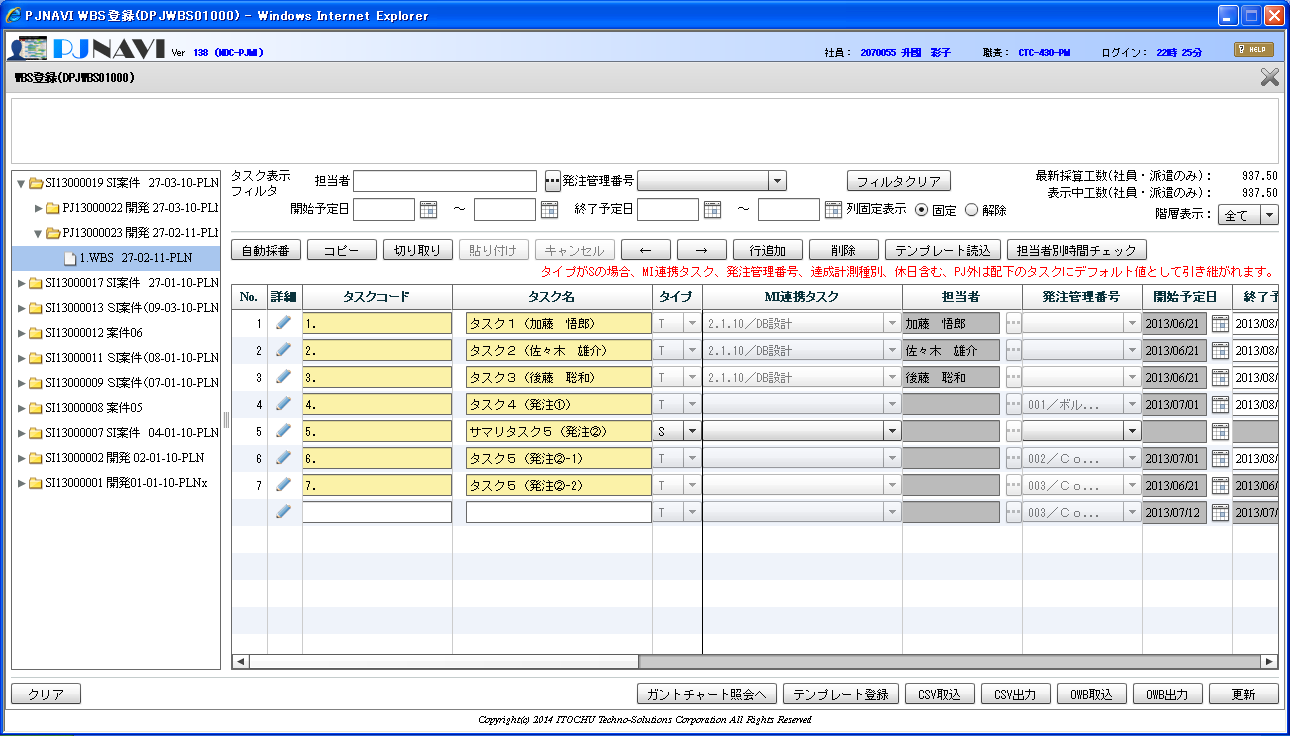 PJNAVI WBS登録(DPJWBS01000) - Windows Internet Explorer
PJNAVI Ver 138 (NDC-PJMM) 社員： 2070055 升國 彩子 職責： CTC-430-PM ログイン： 22時 25分 HELP
WBS登録(DPJWBS01000)
SI13000019 SI案件 27-03-10-PLN
PJ13000022 開発 27-03-10-PLN
PJ13000023 開発 27-02-11-PLN
1.WBS 27-02-11-PLN
SI13000017 SI案件 27-01-10-PLN
SI13000013 SI案件(09-03-10-PLN
SI13000012 案件06
SI13000011 SI案件(08-01-10-PLN
SI13000009 SI案件(07-01-10-PLN
SI13000008 案件05
SI13000007 SI案件 04-01-10-PLN
SI13000002 開発 02-01-10-PLN
SI13000001 開発01-01-10-PLNx
タスク表示
フィルタ 担当者 発注管理番号 フィルタクリア 最新採算工数(社員・派遣のみ)： 937.50
表示中工数(社員・派遣のみ)： 937.50
開始予定日 ～ 終了予定日 ～ 列固定表示 固定 解除 階層表示： 全て
自動採番 コピー 切り取り 貼り付け キャンセル ← → 行追加 削除 テンプレート読込 担当者別時間チェック
タイプがSの場合、MI連携タスク、発注管理番号、達成計測種別、休日含む、PJ外は配下のタスクにデフォルト値として引き継がれます。
No. 詳細 タスクコード タスク名 タイプ MI連携タスク 担当者 発注管理番号 開始予定日 終了予
1 1. タスク１（加藤 悟郎） T 2.1.10／DB設計 加藤 悟郎 2013/06/21 2013/08/
2 2. タスク２（佐々木 雄介） T 2.1.10／DB設計 佐々木 雄介 2013/06/21 2013/08/
3 3. タスク３（後藤 聡和） T 2.1.10／DB設計 後藤 聡和 2013/06/21 2013/08/
4 4. タスク４（発注①） T 001／ボル... 2013/07/01 2013/08/
5 5. サマリタスク５（発注②） S
6 6. タスク５（発注②-1） T 002／Ｃｏ... 2013/07/01 2013/08/
7 7. タスク５（発注②-2） T 003／Ｃｏ... 2013/06/21 2013/06/
T 003／Ｃｏ... 2013/07/12 2013/07/
クリア ガントチャート照会へ テンプレート登録 CSV取込 CSV出力 OWB取込 OWB出力 更新
Copyright(c) 2014 ITOCHU Techno-Solutions Corporation All Rights Reserved